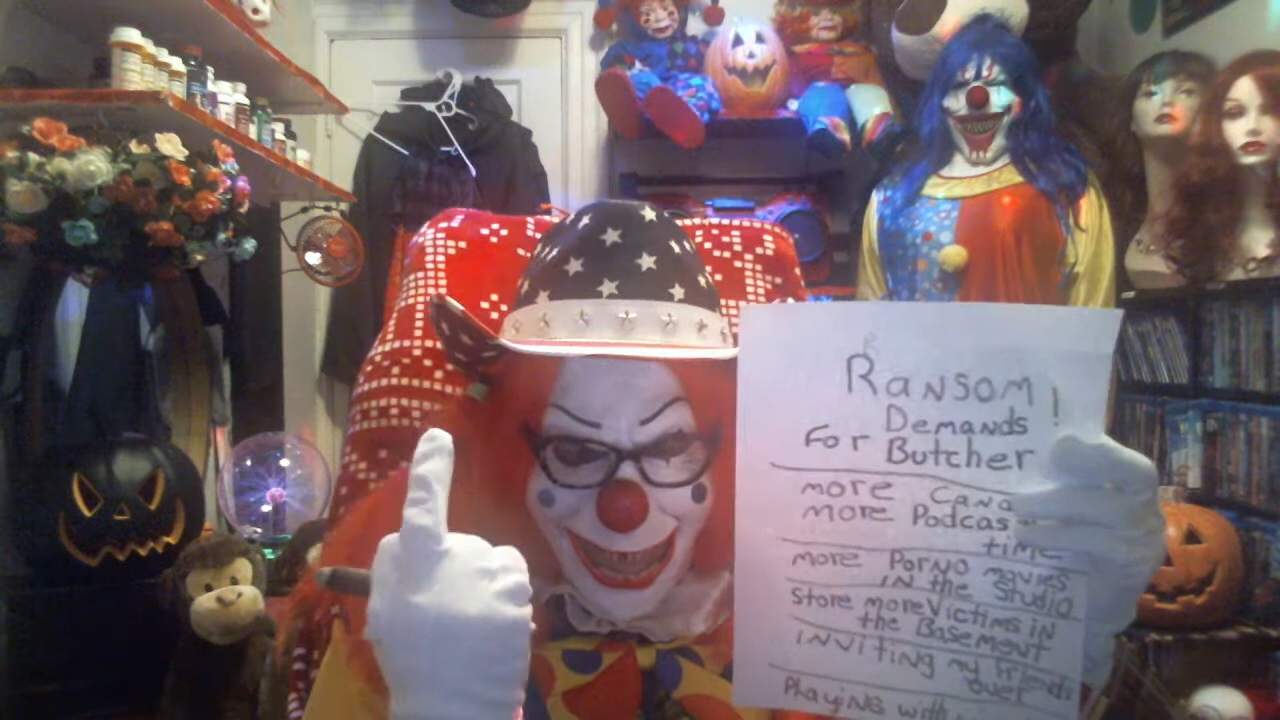 RANSOM!
Demands
For Butcher
more
more Podcas
time
more Porno movies
in the Studio
Store more Victims in
the Basement
inviting my Friends
over
Playing with